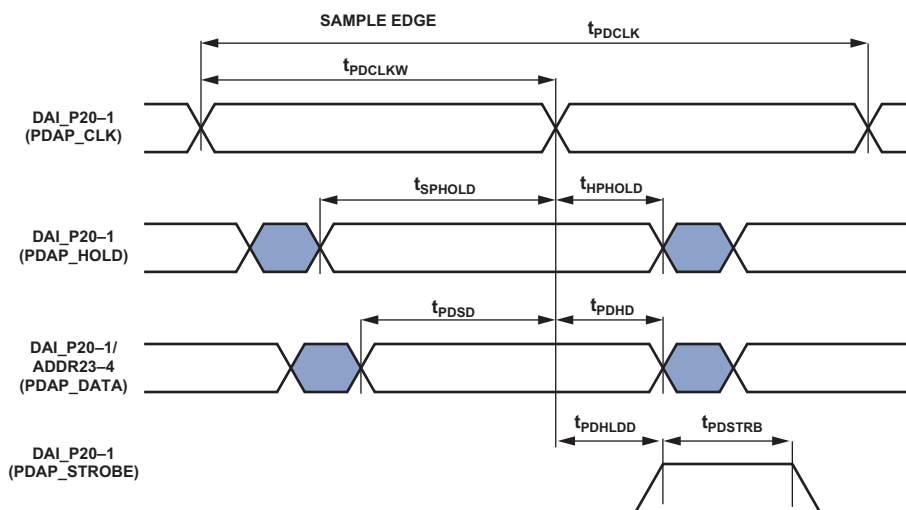 SAMPLE EDGE
tPDCLK
tPDCLKW
DAI_P20–1
(PDAP_CLK)
tSPHOLD
tHPHOLD
DAI_P20–1
(PDAP_HOLD)
tPDSD
tPDHD
DAI_P20–1/
ADDR23–4
(PDAP_DATA)
tPDHLDD
tPDSTRB
DAI_P20–1
(PDAP_STROBE)